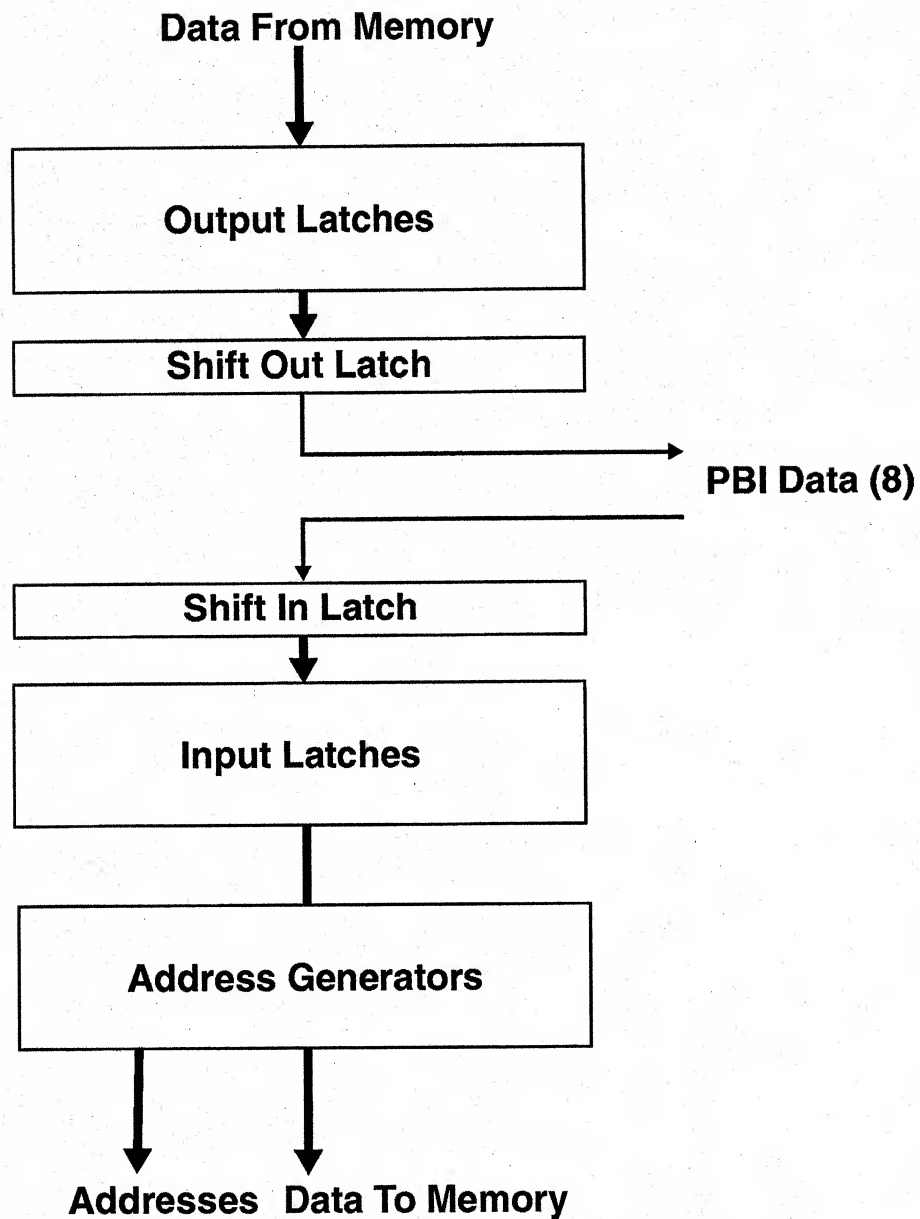 Data From Memory
Output Latches
Shift Out Latch
PBI Data (8)
Shift In Latch
Input Latches
Address Generators
Addresses Data To Memory